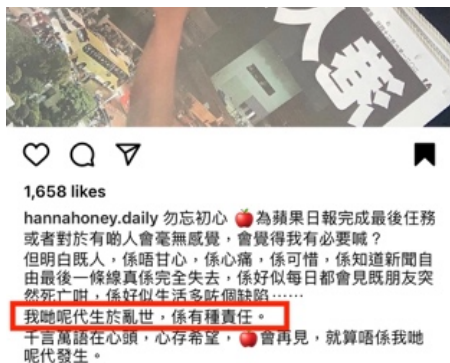 人巷
1,658 likes
hannahoney.daily 勿忘初心 🍎為蘋果日報完成最後任務
或者對於有啲人會毫無感覺，會覺得我有必要喊？
但明白既人，係唔甘心，係心痛，係可惜，係知道新聞自
由最後一條線真係完全失去，係好似每日都會見既朋友突
然死亡咁，係好似生活多咗個缺陷⋯⋯
我哋呢代生於亂世，係有種責任。
千言萬語在心頭，心存希望，🍎會再見，就算唔係我哋
呢代發生。